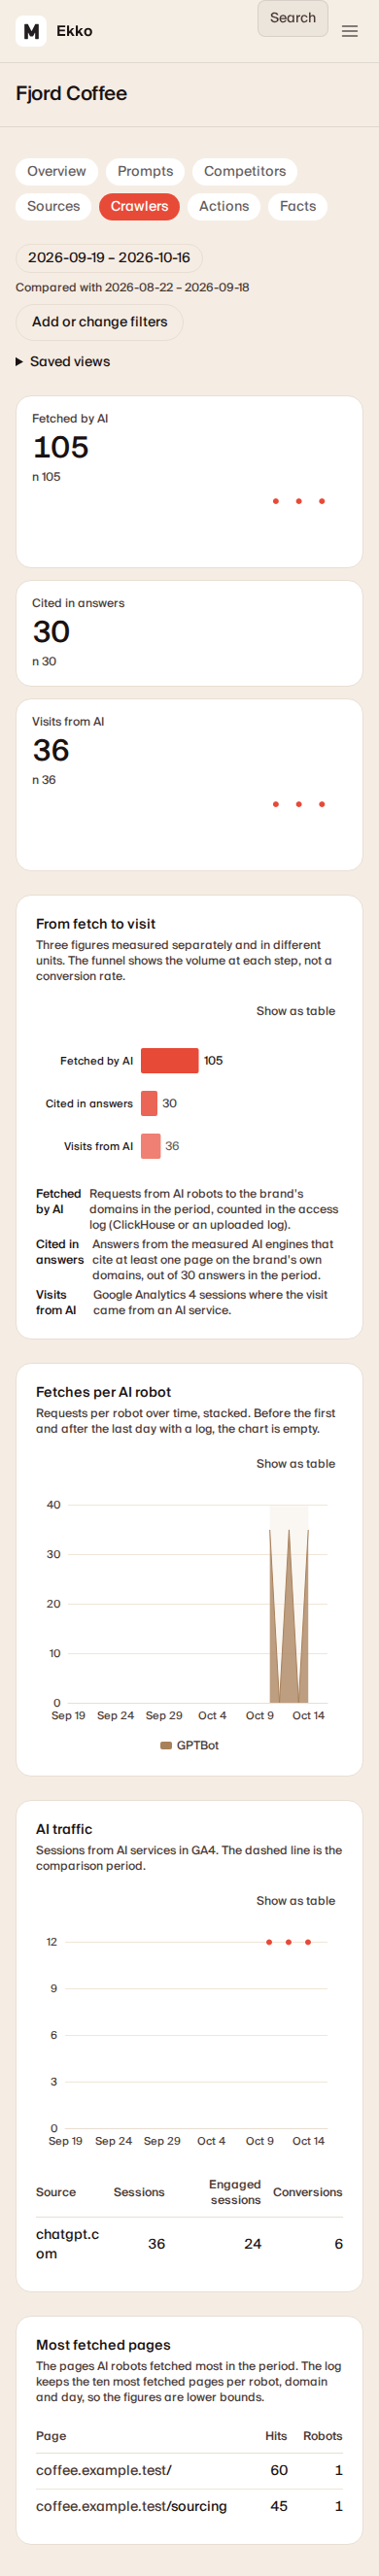 Ekko
Search
Fjord Coffee
Overview Prompts Competitors
Sources Crawlers Actions Facts
2026-09-19 – 2026-10-16
Compared with 2026-08-22 – 2026-09-18
Add or change filters
Saved views
Fetched by AI
105
n 105
Cited in answers
30
n 30
Visits from AI
36
n 36
From fetch to visit
Three figures measured separately and in different
units. The funnel shows the volume at each step, not a
conversion rate.
Show as table
Fetched by AI 105
Cited in answers 30
Visits from AI 36
Fetched by AI
Requests from AI robots to the brand's
domains in the period, counted in the access
log (ClickHouse or an uploaded log).
Cited in answers
Answers from the measured AI engines that
cite at least one page on the brand's own
domains, out of 30 answers in the period.
Visits from AI
Google Analytics 4 sessions where the visit
came from an AI service.
Fetches per AI robot
Requests per robot over time, stacked. Before the first
and after the last day with a log, the chart is empty.
Show as table
40
30
20
10
0
Sep 19 Sep 24 Sep 29 Oct 4 Oct 9 Oct 14
GPTBot
AI traffic
Sessions from AI services in GA4. The dashed line is the
comparison period.
Show as table
12
9
6
3
0
Sep 19 Sep 24 Sep 29 Oct 4 Oct 9 Oct 14
Source Sessions Engaged sessions Conversions
chatgpt.com 36 24 6
Most fetched pages
The pages AI robots fetched most in the period. The log
keeps the ten most fetched pages per robot, domain
and day, so the figures are lower bounds.
Page Hits Robots
coffee.example.test/ 60 1
coffee.example.test/sourcing 45 1